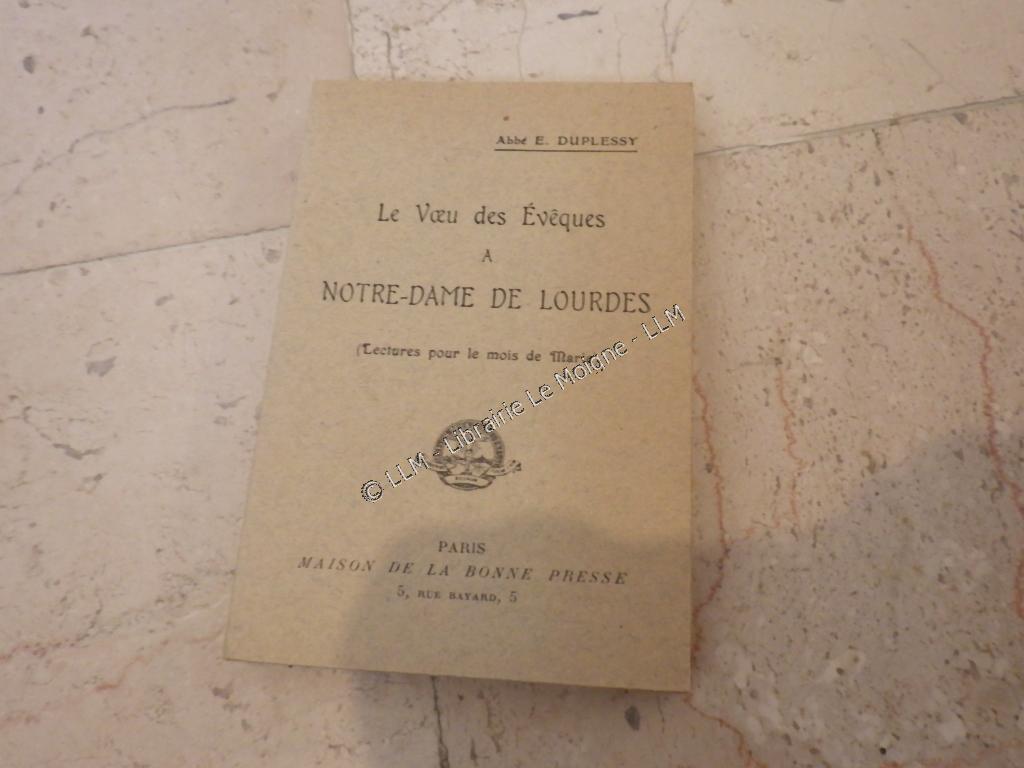 Abbé E. DUPLESSY
Le Vœu des Évêques
A
NOTRE-DAME DE LOURDES
(Lectures pour le mois de
© LLM - Librairie Le Moigne - LLM
PARIS
MAISON DE LA BONNE PRESSE
5, RUE BAYARD, 5